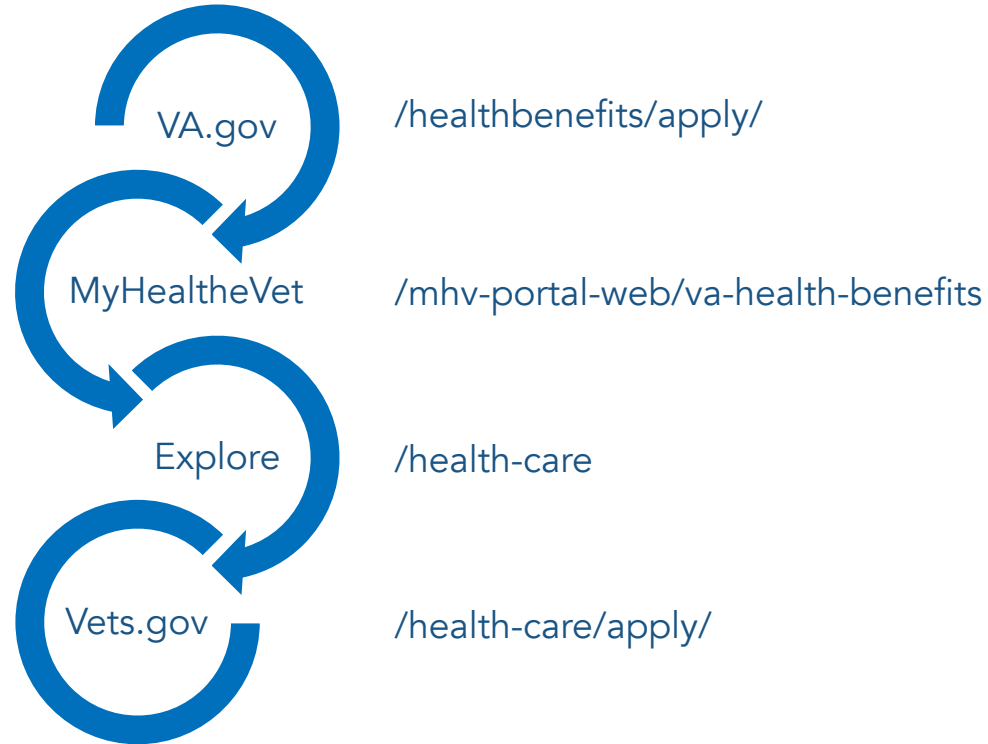 VA.gov
/healthbenefits/apply/
MyHealtheVet
/mhv-portal-web/va-health-benefits
Explore
/health-care
Vets.gov
/health-care/apply/